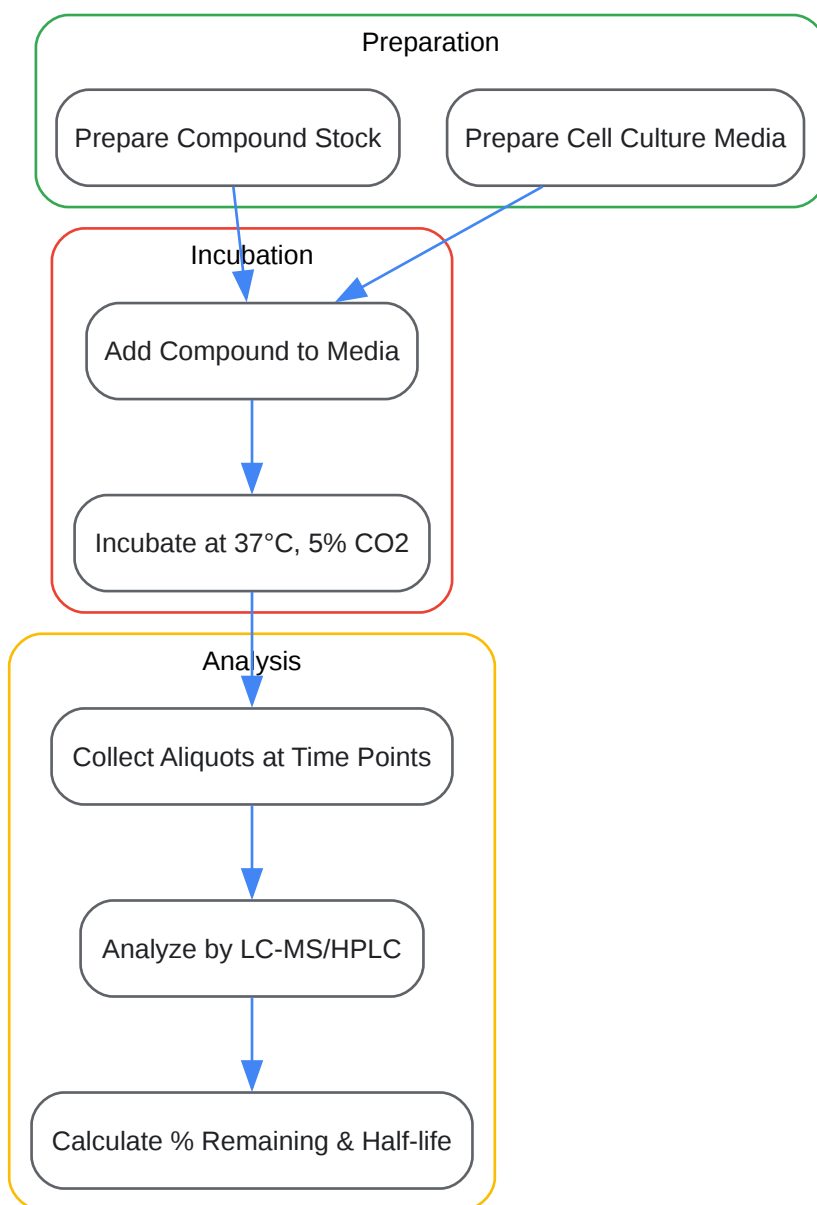 Preparation
Prepare Compound Stock
Prepare Cell Culture Media
Incubation
Add Compound to Media
Incubate at 37°C, 5% CO2
Analysis
Collect Aliquots at Time Points
Analyze by LC-MS/HPLC
Calculate % Remaining & Half-life